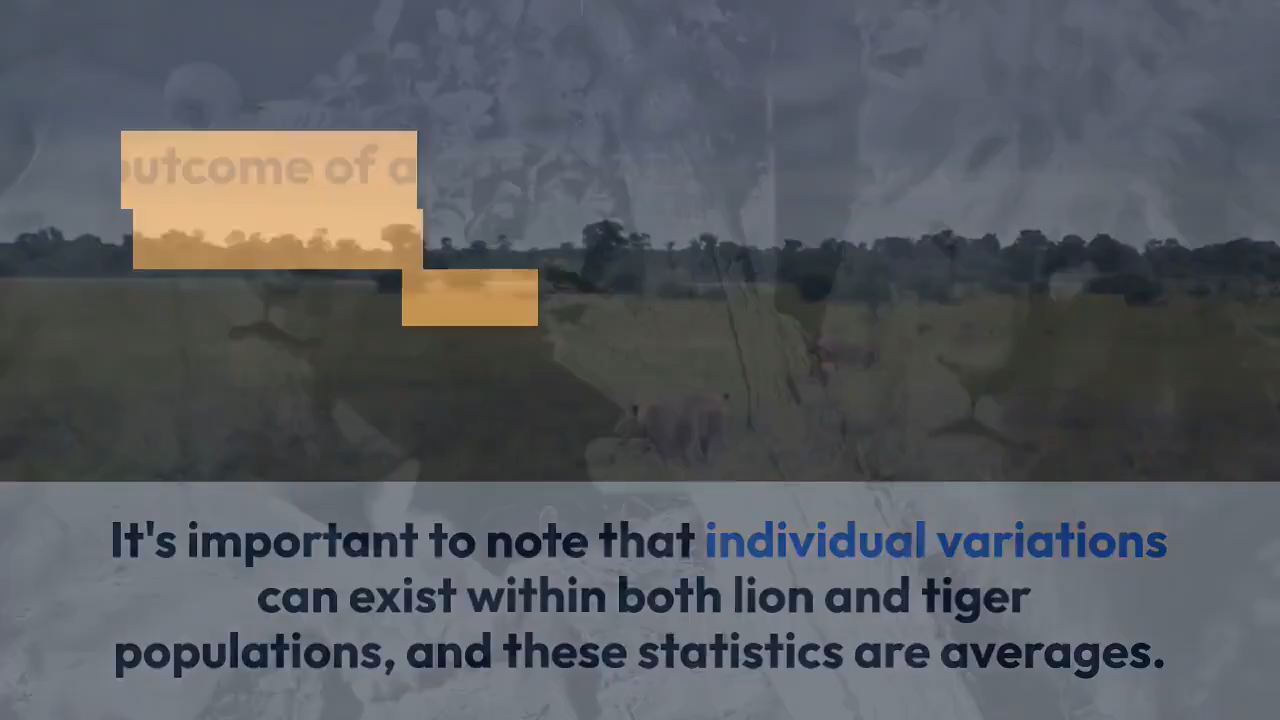 outcome of a
It's important to note that individual variations
can exist within both lion and tiger
populations, and these statistics are averages.